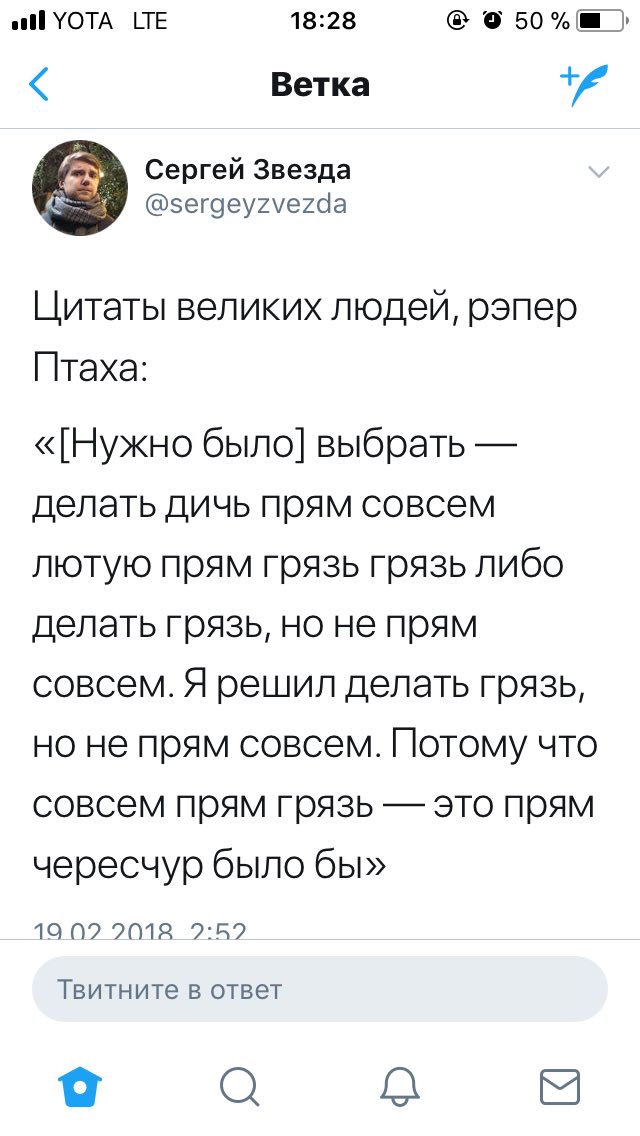 YOTA LTE 18:28 50 %
Ветка
Сергей Звезда
@sergeyzvezda
Цитаты великих людей, рэпер
Птаха:
«[Нужно было] выбрать —
делать дичь прям совсем
лютую прям грязь грязь либо
делать грязь, но не прям
совсем. Я решил делать грязь,
но не прям совсем. Потому что
совсем прям грязь — это прям
чересчур было бы»
19.02.2018, 2:52
Твитните в ответ